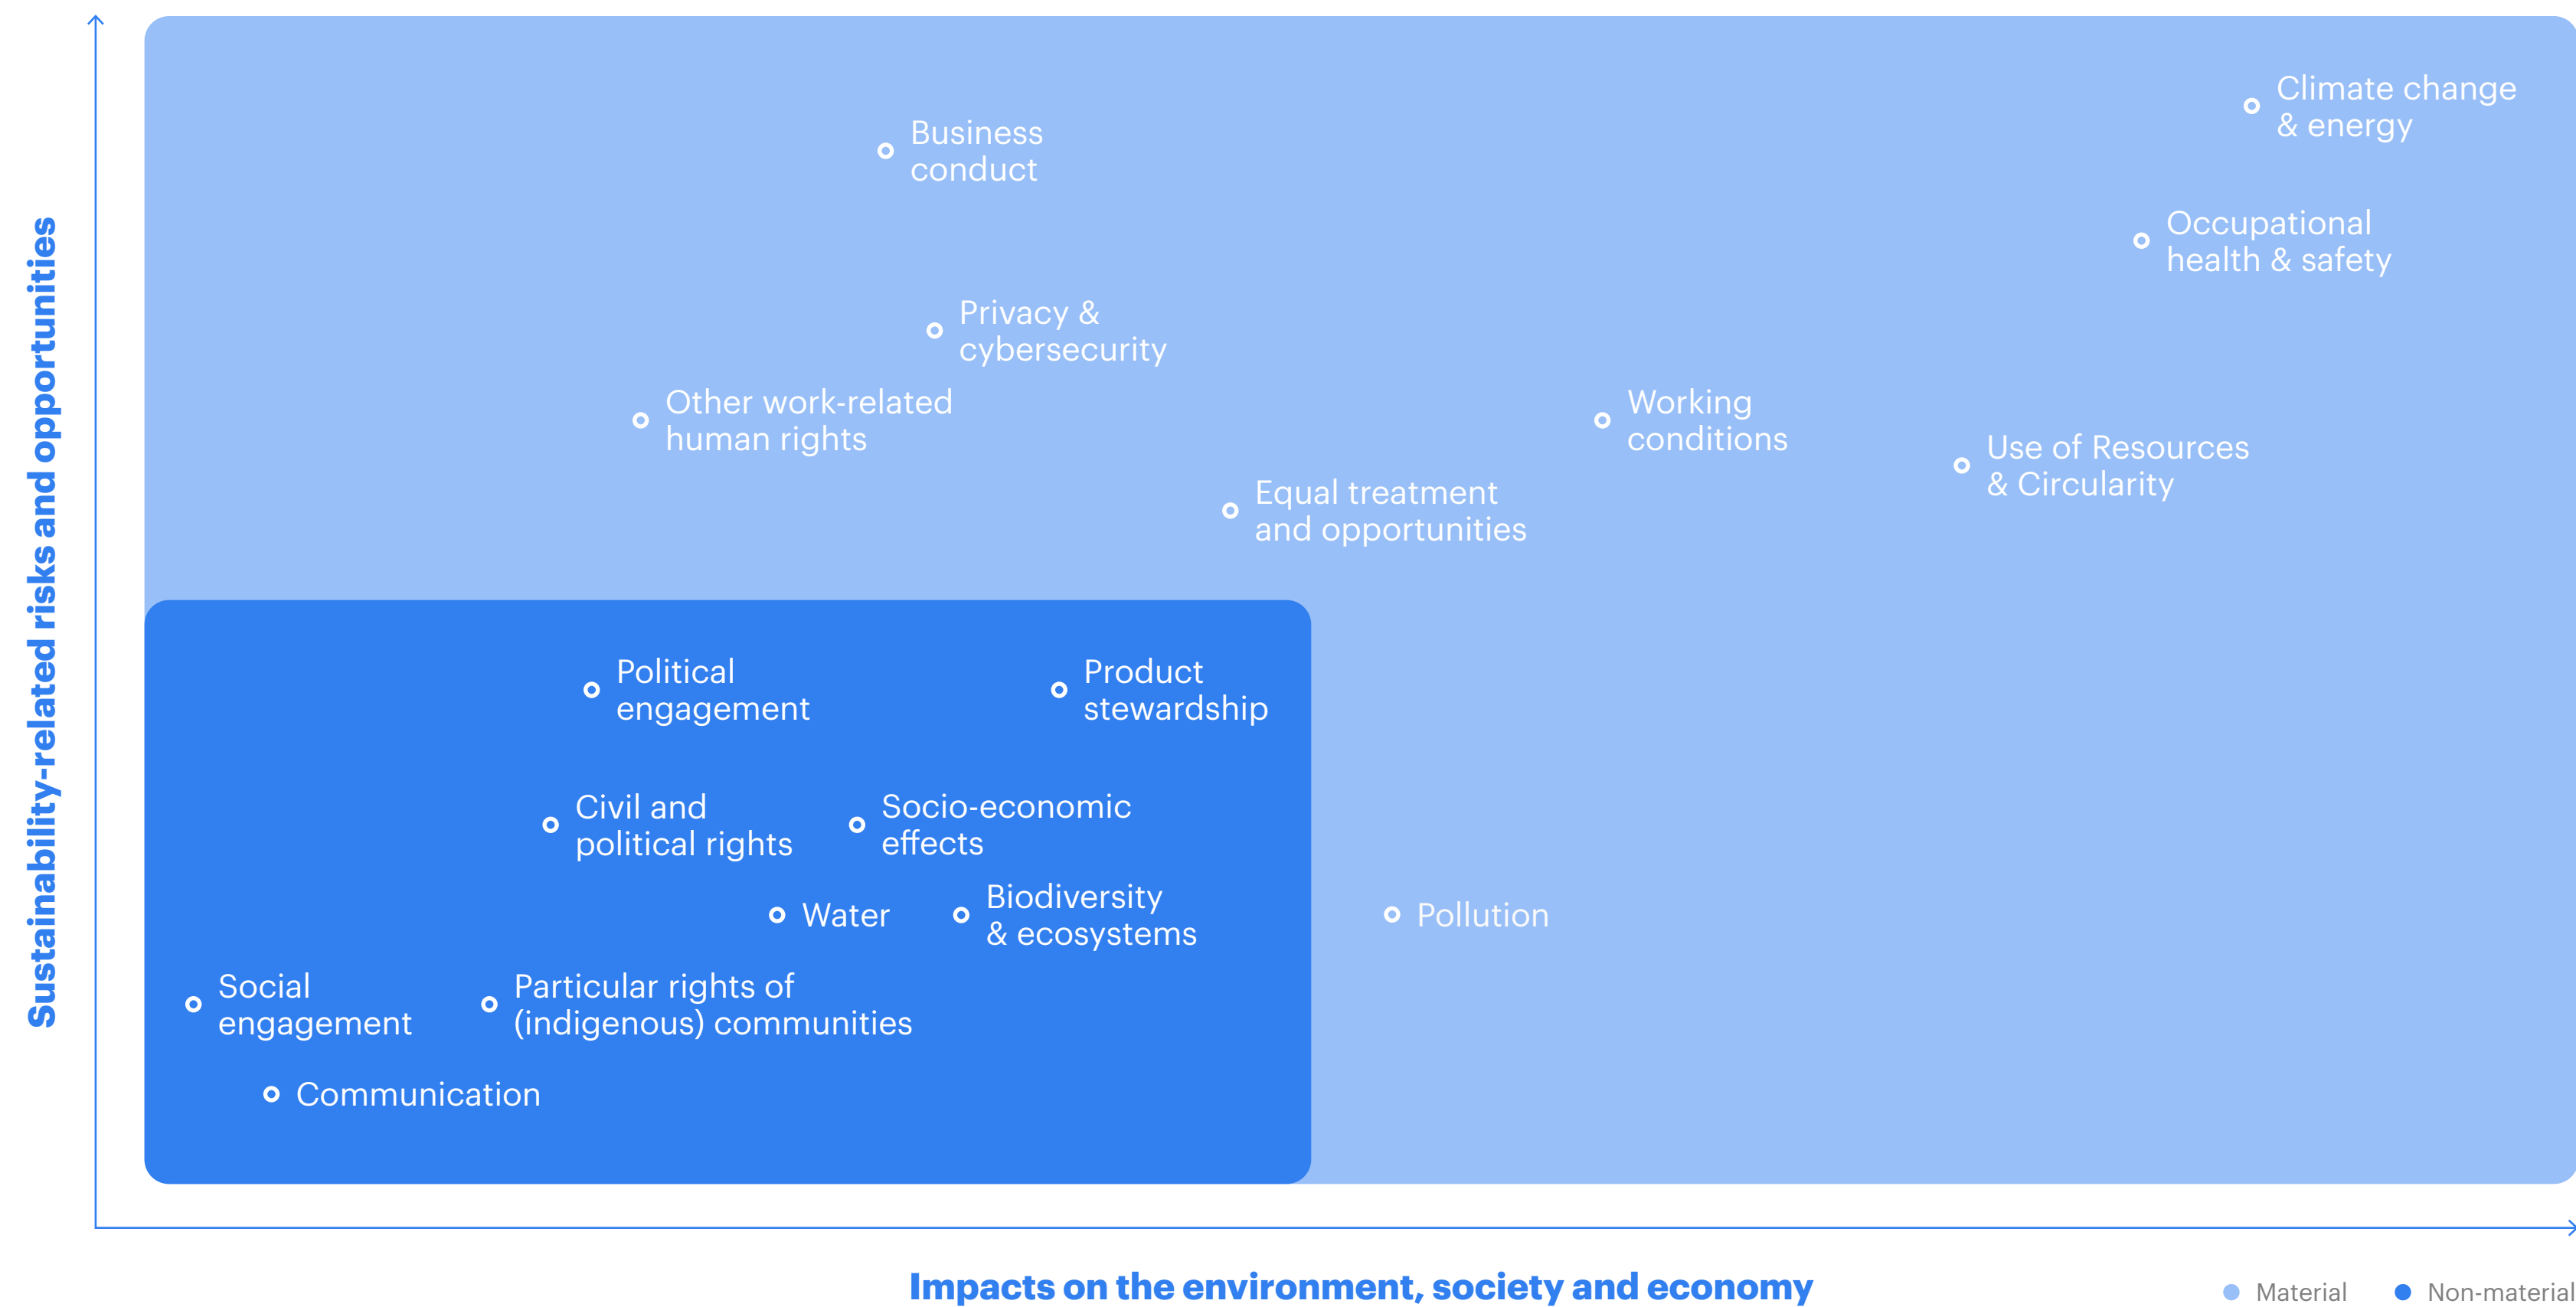 Sustainability-related risks and opportunities
Climate change
& energy
Business
conduct
Occupational
health & safety
Privacy &
cybersecurity
Other work-related
human rights
Working
conditions
Use of Resources
& Circularity
Equal treatment
and opportunities
Political
engagement
Product
stewardship
Civil and
political rights
Socio-economic
effects
Water
Biodiversity
& ecosystems
Pollution
Social
engagement
Particular rights of
(indigenous) communities
Communication
Impacts on the environment, society and economy
Material
Non-material